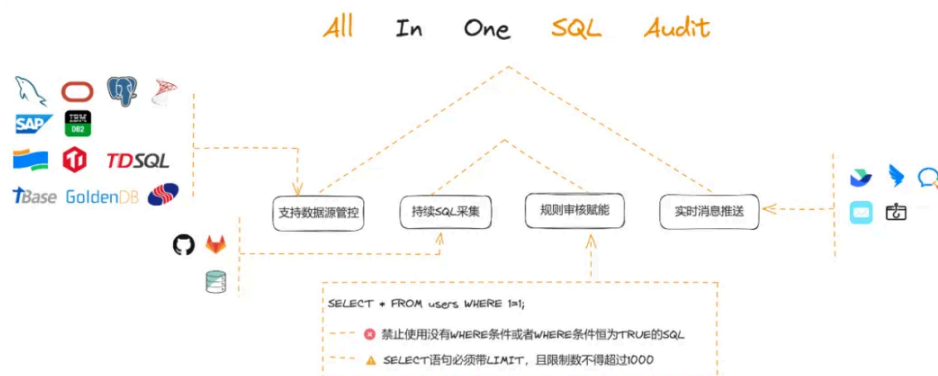 All In One SQL Audit
SAP
IBM
DB2
TDSQL
TBase GoldenDB
支持数据源管控
持续SQL采集
规则审核赋能
实时消息推送
SELECT * FROM users WHERE 1=1;
禁止使用没有WHERE条件或者WHERE条件恒为TRUE的SQL
SELECT语句必须带LIMIT，且限制数不得超过1000